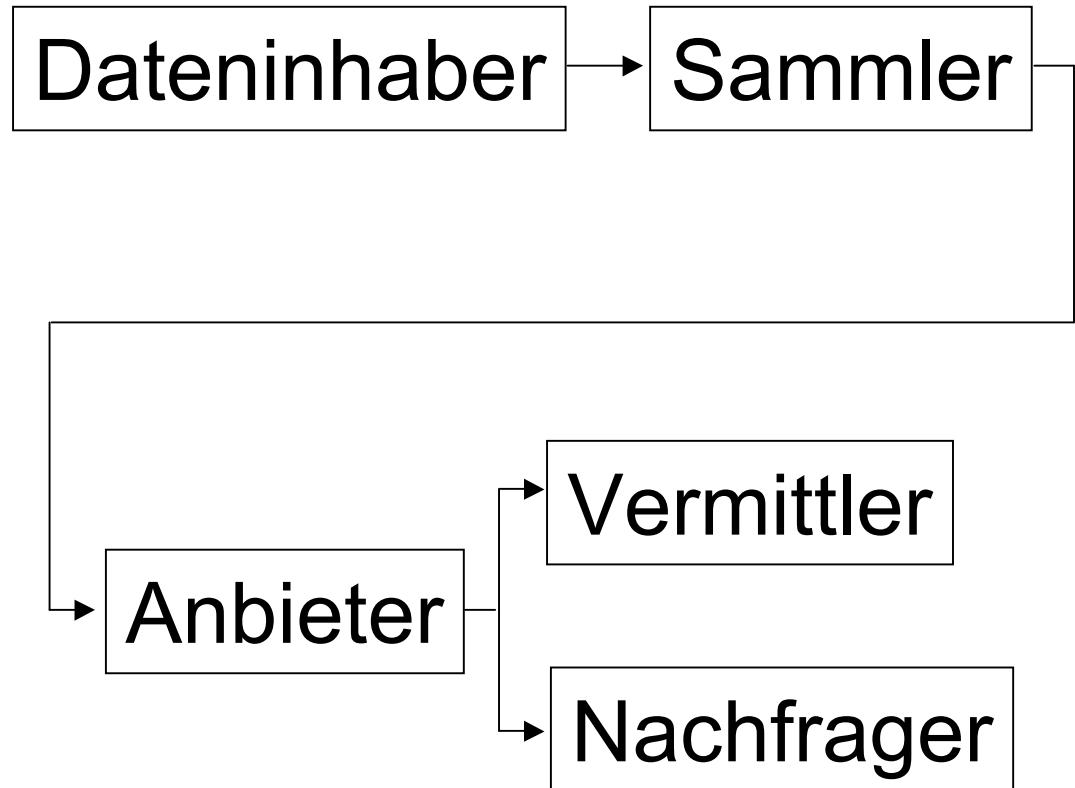 Dateninhaber
Sammler
Vermittler
Anbieter
Nachfrager